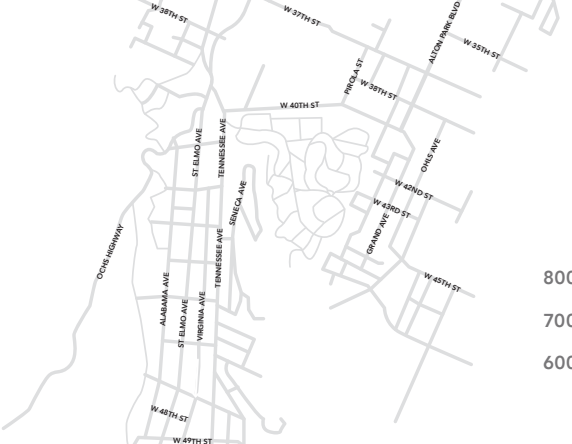 W 38TH ST
W 37TH ST
ALTON PARK BLVD
W 35TH ST
PIROLA ST
W 38TH ST
W 40TH ST
ST ELMO AVE
TENNESSEE AVE
OHLS AVE
SENECA AVE
W 42ND ST
W 43RD ST
GRAND AVE
OCHS HIGHWAY
TENNESSEE AVE
W 45TH ST
800
ALABAMA AVE
ST ELMO AVE
VIRGINIA AVE
700
600
W 48TH ST
W 49TH ST